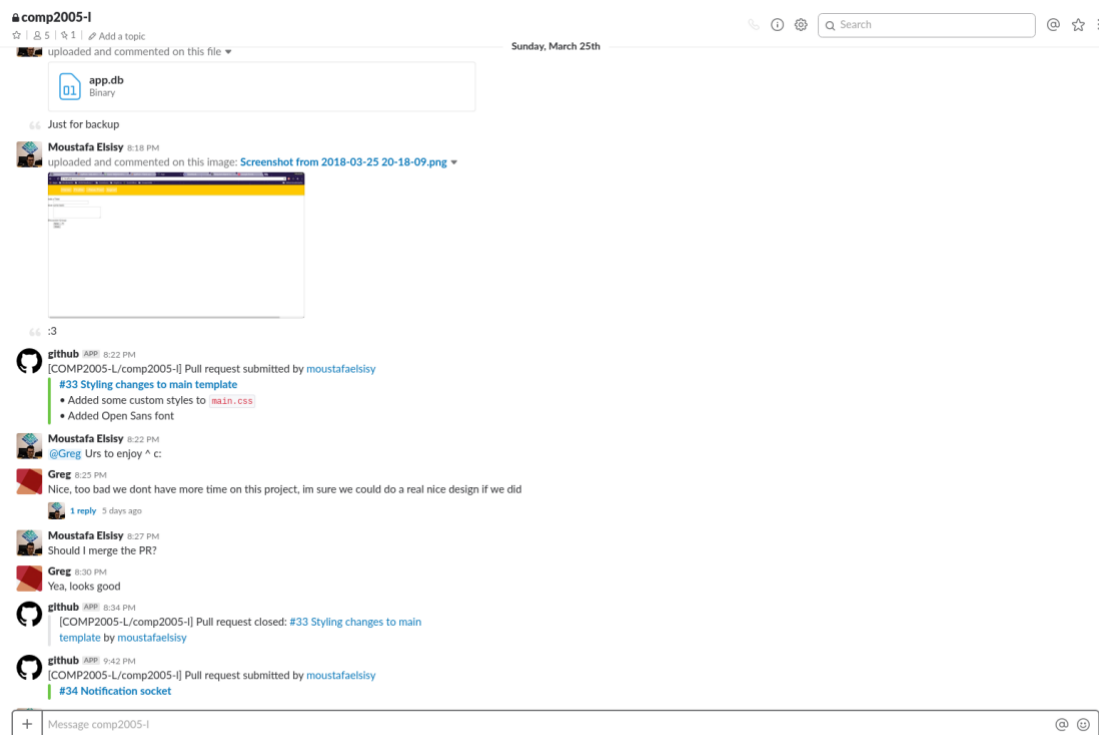 comp2005-l
5
1
Add a topic
Search
Sunday, March 25th
uploaded and commented on this file
app.db
Binary
Just for backup
Moustafa Elsisy 8:18 PM
uploaded and commented on this image: Screenshot from 2018-03-25 20-18-09.png
:3
github APP 8:22 PM
[COMP2005-L/comp2005-l] Pull request submitted by moustafaelsisy
#33 Styling changes to main template
• Added some custom styles to main.css
• Added Open Sans font
Moustafa Elsisy 8:22 PM
@Greg Urs to enjoy ^ c:
Greg 8:25 PM
Nice, too bad we dont have more time on this project, im sure we could do a real nice design if we did
1 reply 5 days ago
Moustafa Elsisy 8:27 PM
Should I merge the PR?
Greg 8:30 PM
Yea, looks good
github APP 8:34 PM
[COMP2005-L/comp2005-l] Pull request closed: #33 Styling changes to main
template by moustafaelsisy
github APP 9:42 PM
[COMP2005-L/comp2005-l] Pull request submitted by moustafaelsisy
#34 Notification socket
Message comp2005-l